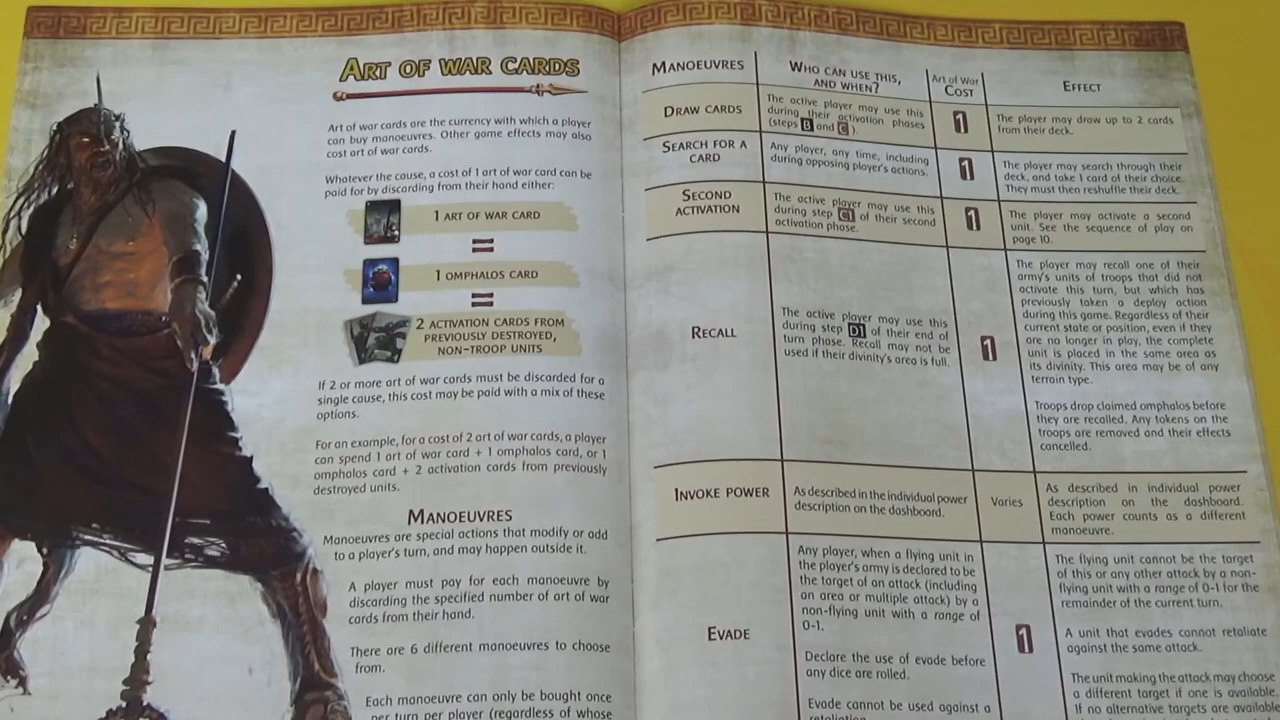 ART OF WAR CARDS
Art of war cards are the currency with which a player
can buy manoeuvres. Other game effects may also
cost art of war cards.
Whatever the cause, a cost of 1 art of war card can be
paid for by discarding from their hand either:
1 ART OF WAR CARD
=
1 OMPHALOS CARD
=
2 ACTIVATION CARDS FROM
PREVIOUSLY DESTROYED,
NON-TROOP UNITS
If 2 or more art of war cards must be discarded for a
single cause, this cost may be paid with a mix of these
options.
For an example, for a cost of 2 art of war cards, a player
can spend 1 art of war card + 1 omphalos card, or 1
omphalos card + 2 activation cards from previously
destroyed units.
MANOEUVRES
Manoeuvres are special actions that modify or add
to a player's turn, and may happen outside it.
A player must pay for each manoeuvre by
discarding the specified number of art of war
cards from their hand.
There are 6 different manoeuvres to choose
from.
Each manoeuvre can only be bought once
per turn per player (regardless of whose
MANOEUVRES
WHO CAN USE THIS,
AND WHEN?
Art of War
COST
EFFECT
DRAW CARDS
The active player may use this
during their activation phases
(steps B and C ).
1
The player may draw up to 2 cards
from their deck.
SEARCH FOR A
CARD
Any player, any time, including
during opposing player's actions.
1
The player may search through their
deck, and take 1 card of their choice.
They must then reshuffle their deck.
SECOND
ACTIVATION
The active player may use this
during step C1 of their second
activation phase.
1
The player may activate a second
unit. See the sequence of play on
page 10.
RECALL
The active player may use this
during step D1 of their end of
turn phase. Recall may not be
used if their divinity's area is full.
1
The player may recall one of their
army's units of troops that did not
activate this turn, but which has
previously taken a deploy action
during this game. Regardless of their
current state or position, even if they
are no longer in play, the complete
unit is placed in the same area as
its divinity. This area may be of any
terrain type.
Troops drop claimed omphalos before
they are recalled. Any tokens on the
troops are removed and their effects
cancelled.
INVOKE POWER
As described in the individual power
description on the dashboard.
Varies
As described in individual power
description on the dashboard.
Each power counts as a different
manoeuvre.
EVADE
Any player, when a flying unit in
the player's army is declared to be
the target of an attack (including
an area or multiple attack) by a
non-flying unit with a range of
0-1.
Declare the use of evade before
any dice are rolled.
Evade cannot be used against a
retaliation.
1
The flying unit cannot be the target
of this or any other attack by a non-
flying unit with a range of 0-1 for the
remainder of the current turn.
A unit that evades cannot retaliate
against the same attack.
The unit making the attack may choose
a different target if one is available.
If no alternative targets are available